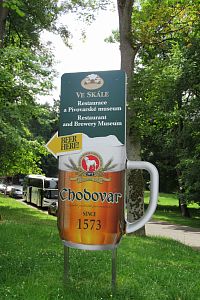 VE SKÁLE
Restaurace
a Pivovarské muzeum
Restaurant
and Brewery Museum
BEER
HERE!
Chodovar
SINCE
1573